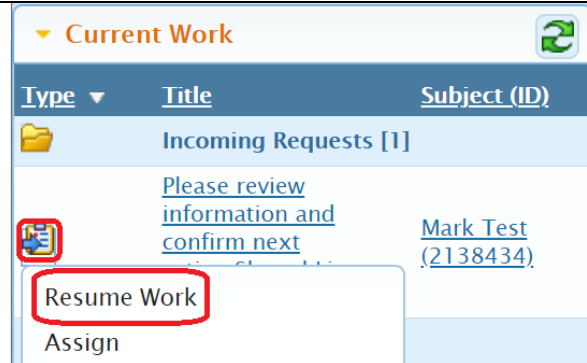 Current Work
Type Title Subject (ID)
Incoming Requests [1]
Please review
information and
confirm next
Mark Test
(2138434)
Resume Work
Assign